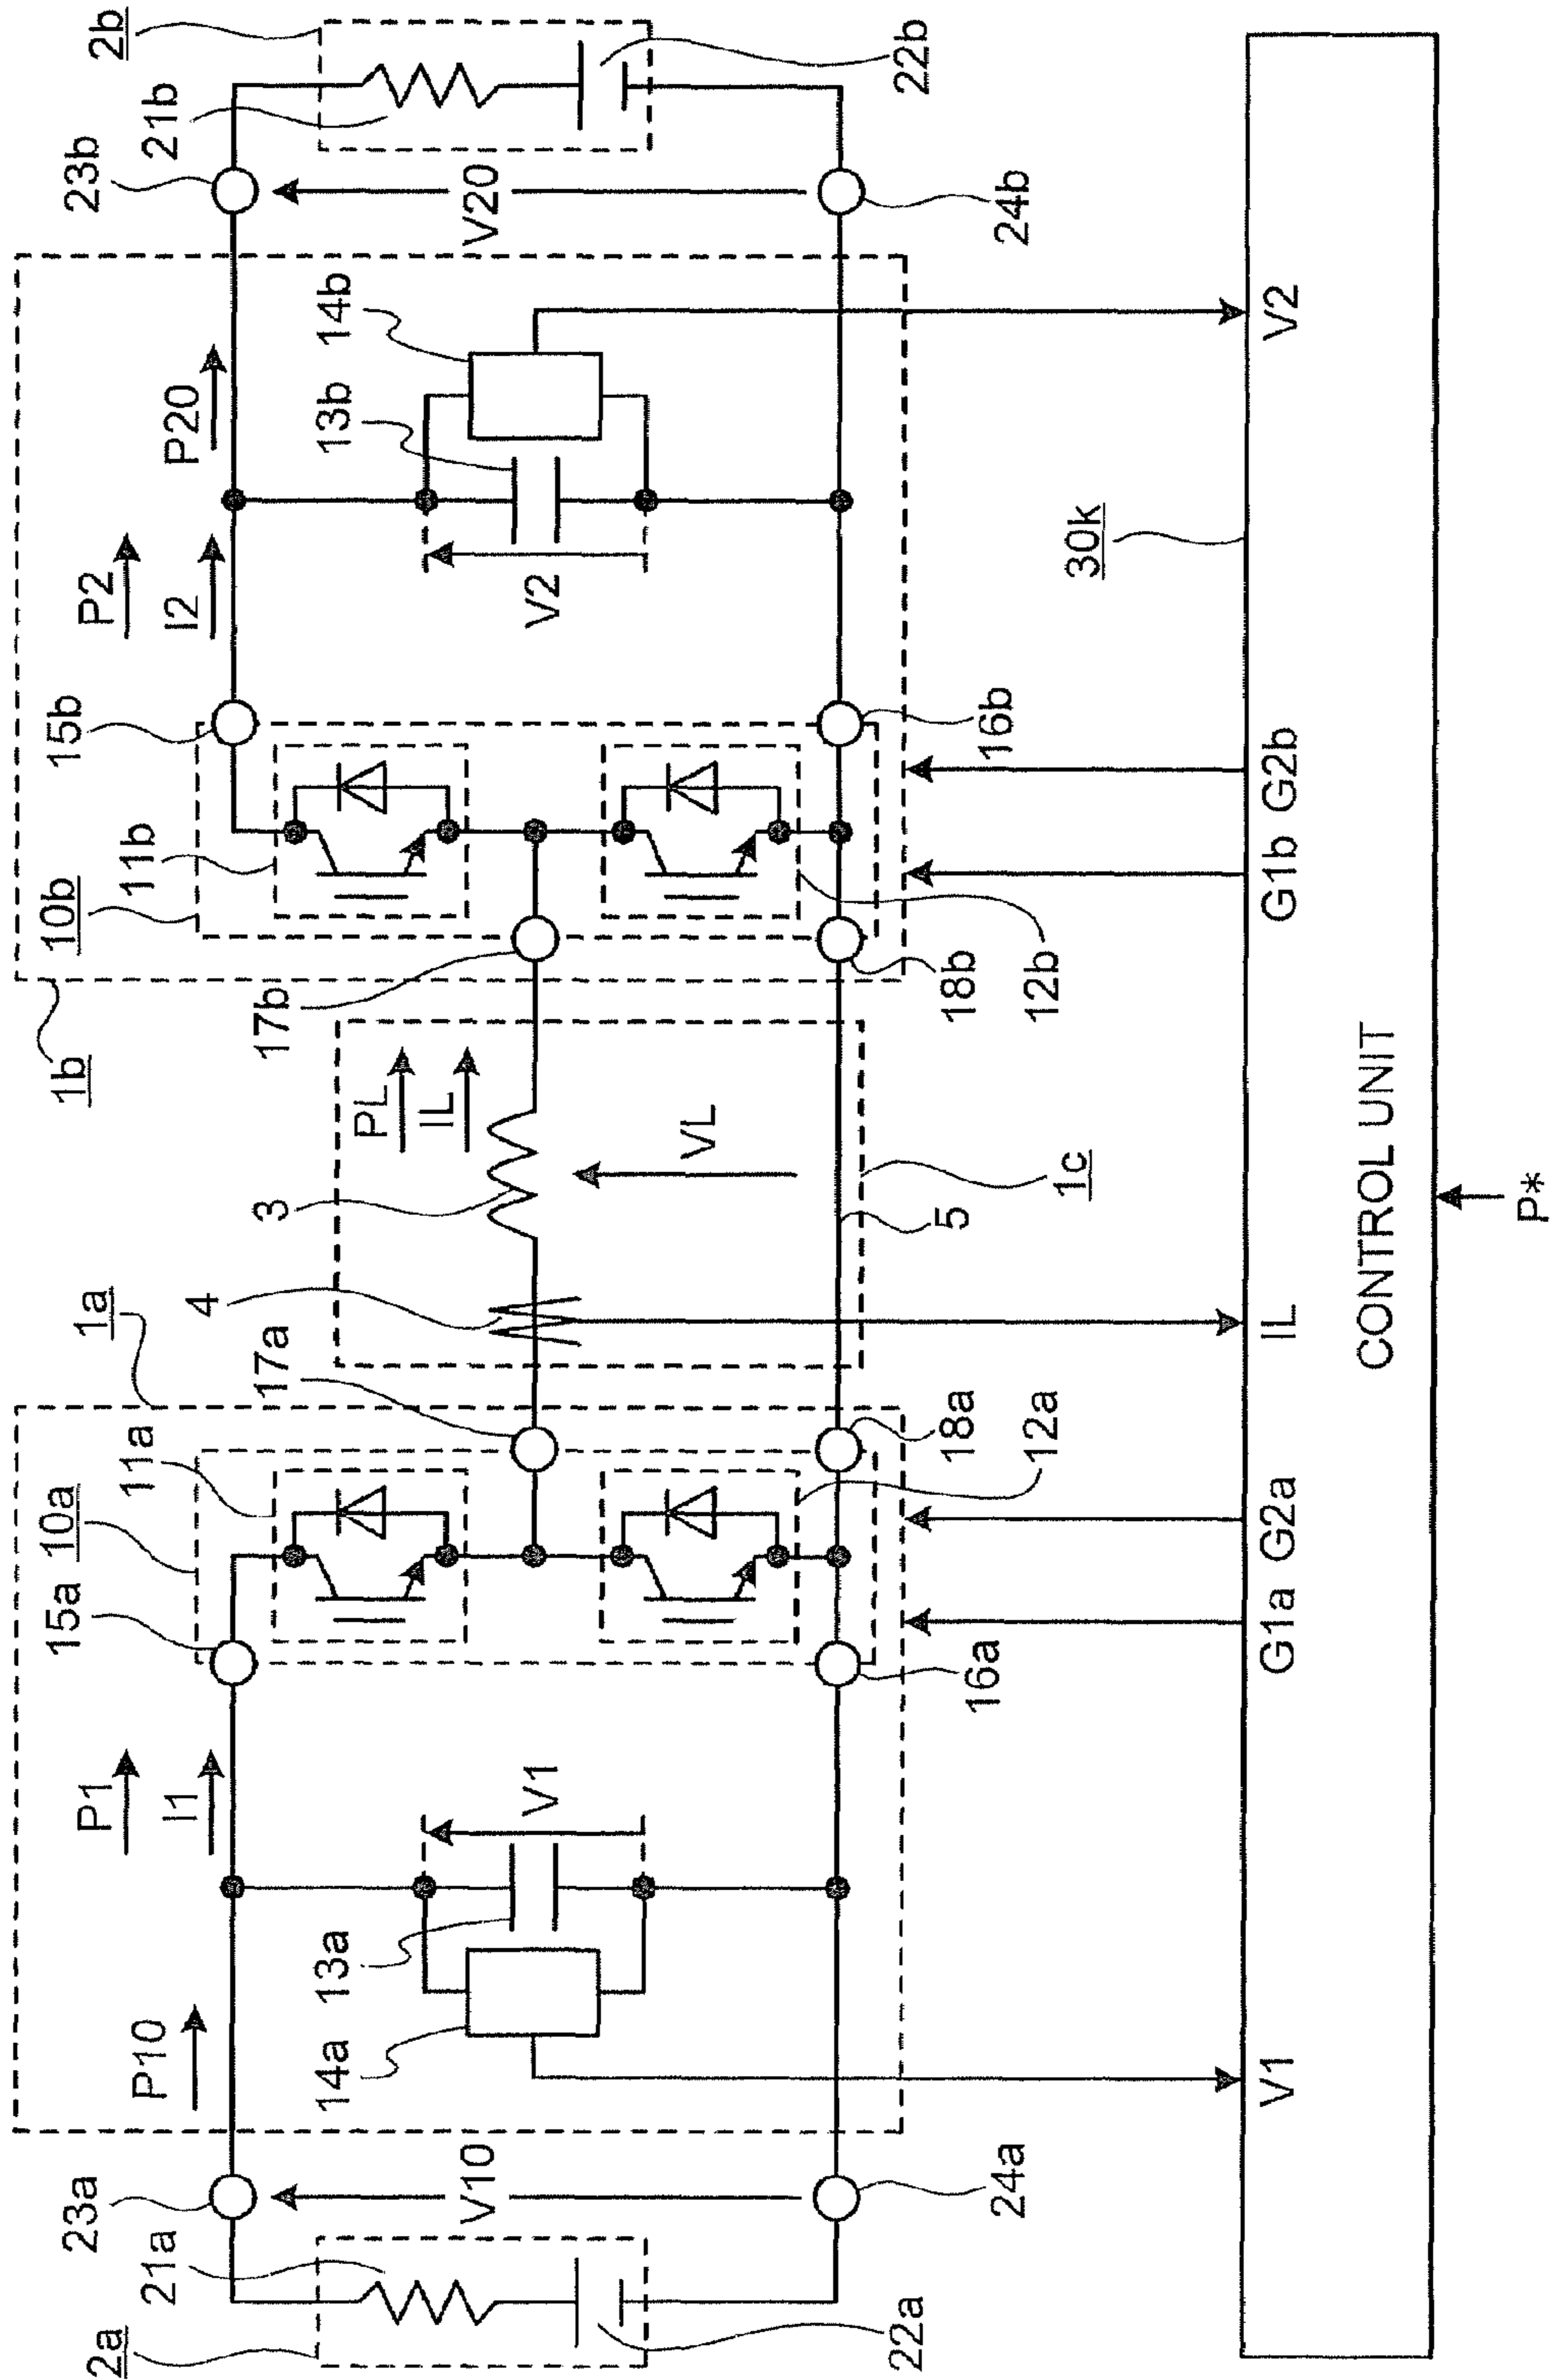 2a
21a
22a
23a
V10
24a
P10
P1
I1
14a
13a
V1
15a
10a
11a
16a
12a
18a
17a
1a
4
3
PL
IL
VL
5
1c
1b
17b
10b
11b
15b
18b
12b
16b
P2
I2
P20
V2
13b
14b
23b
V20
24b
21b
2b
22b
30k
V1
G1a
G2a
IL
G1b
G2b
V2
CONTROL UNIT
P*